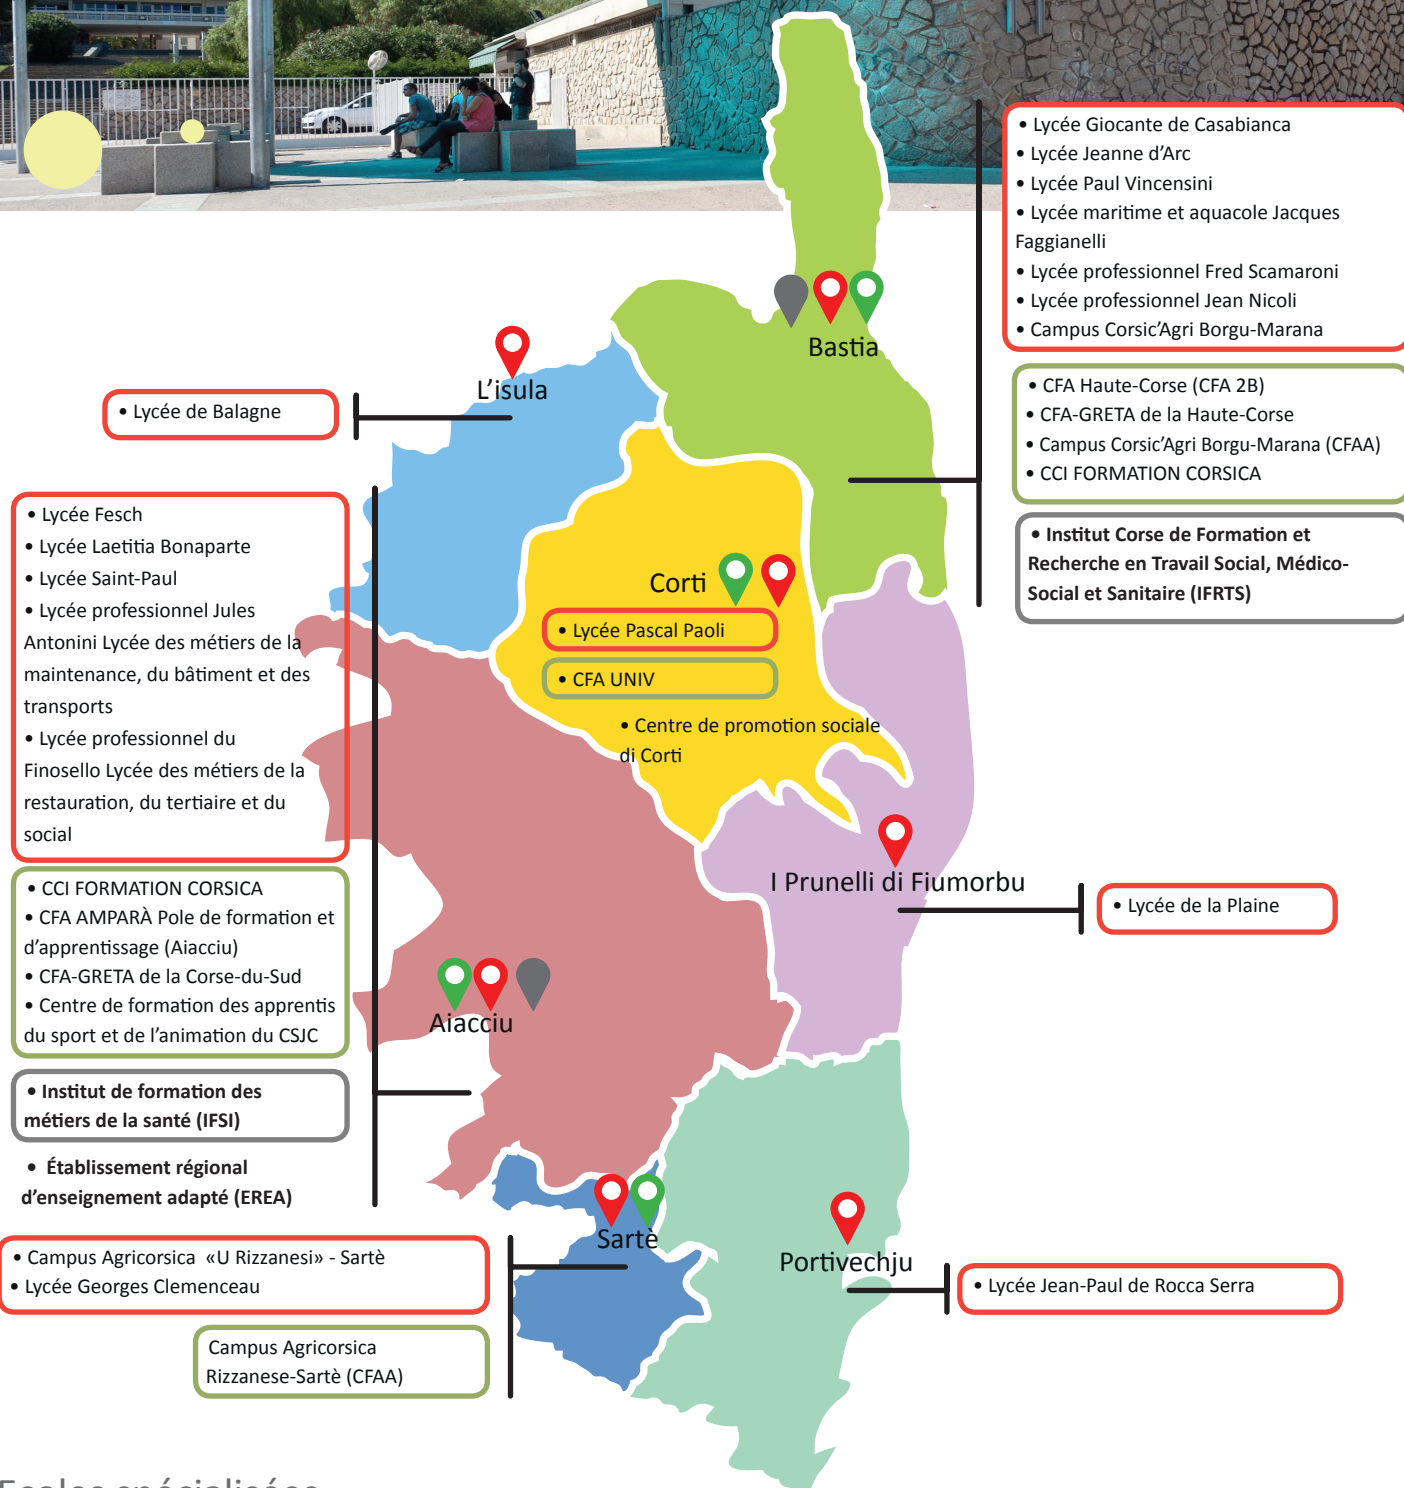 • Lycée Giocante de Casabianca
• Lycée Jeanne d'Arc
• Lycée Paul Vincensini
• Lycée maritime et aquacole Jacques
Faggianelli
• Lycée professionnel Fred Scamaroni
• Lycée professionnel Jean Nicoli
• Campus Corsic'Agri Borgu-Marana
Bastia
L'isula
• Lycée de Balagne
• CFA Haute-Corse (CFA 2B)
• CFA-GRETA de la Haute-Corse
• Campus Corsic'Agri Borgu-Marana (CFAA)
• CCI FORMATION CORSICA
• Institut Corse de Formation et
Recherche en Travail Social, Médico-
Social et Sanitaire (IFRTS)
• Lycée Fesch
• Lycée Laetitia Bonaparte
• Lycée Saint-Paul
• Lycée professionnel Jules
Antonini Lycée des métiers de la
maintenance, du bâtiment et des
transports
• Lycée professionnel du
Finosello Lycée des métiers de la
restauration, du tertiaire et du
social
Corti
• Lycée Pascal Paoli
• CFA UNIV
• Centre de promotion sociale
di Corti
I Prunelli di Fiumorbu
• Lycée de la Plaine
• CCI FORMATION CORSICA
• CFA AMPARÀ Pole de formation et
d'apprentissage (Aiacciu)
• CFA-GRETA de la Corse-du-Sud
• Centre de formation des apprentis
du sport et de l'animation du CSJC
Aiacciu
• Institut de formation des
métiers de la santé (IFSI)
• Établissement régional
d'enseignement adapté (EREA)
Sartè
• Campus Agricorsica «U Rizzanesi» - Sartè
• Lycée Georges Clemenceau
Portivechju
• Lycée Jean-Paul de Rocca Serra
Campus Agricorsica
Rizzanese-Sartè (CFAA)
Ecoles spécialisées